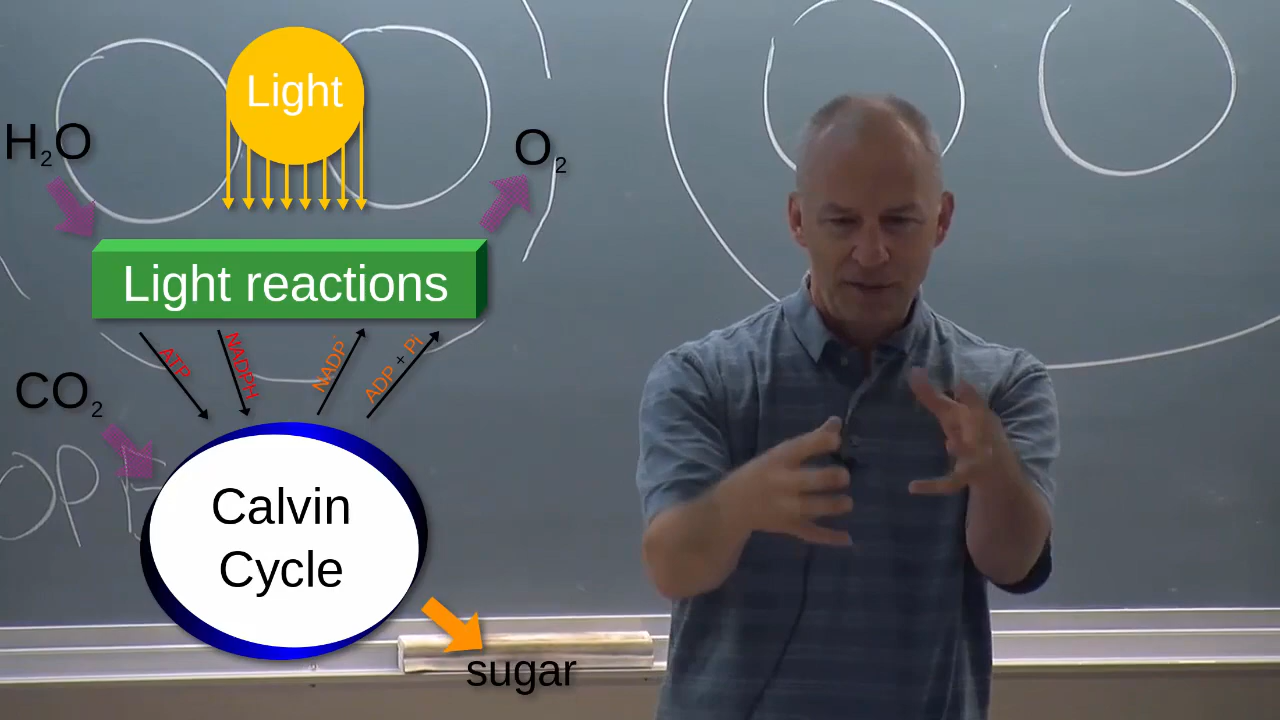 Light
H₂O
O₂
Light reactions
ATP
NADPH
NADP
ADP + Pi
CO₂
Calvin
Cycle
sugar